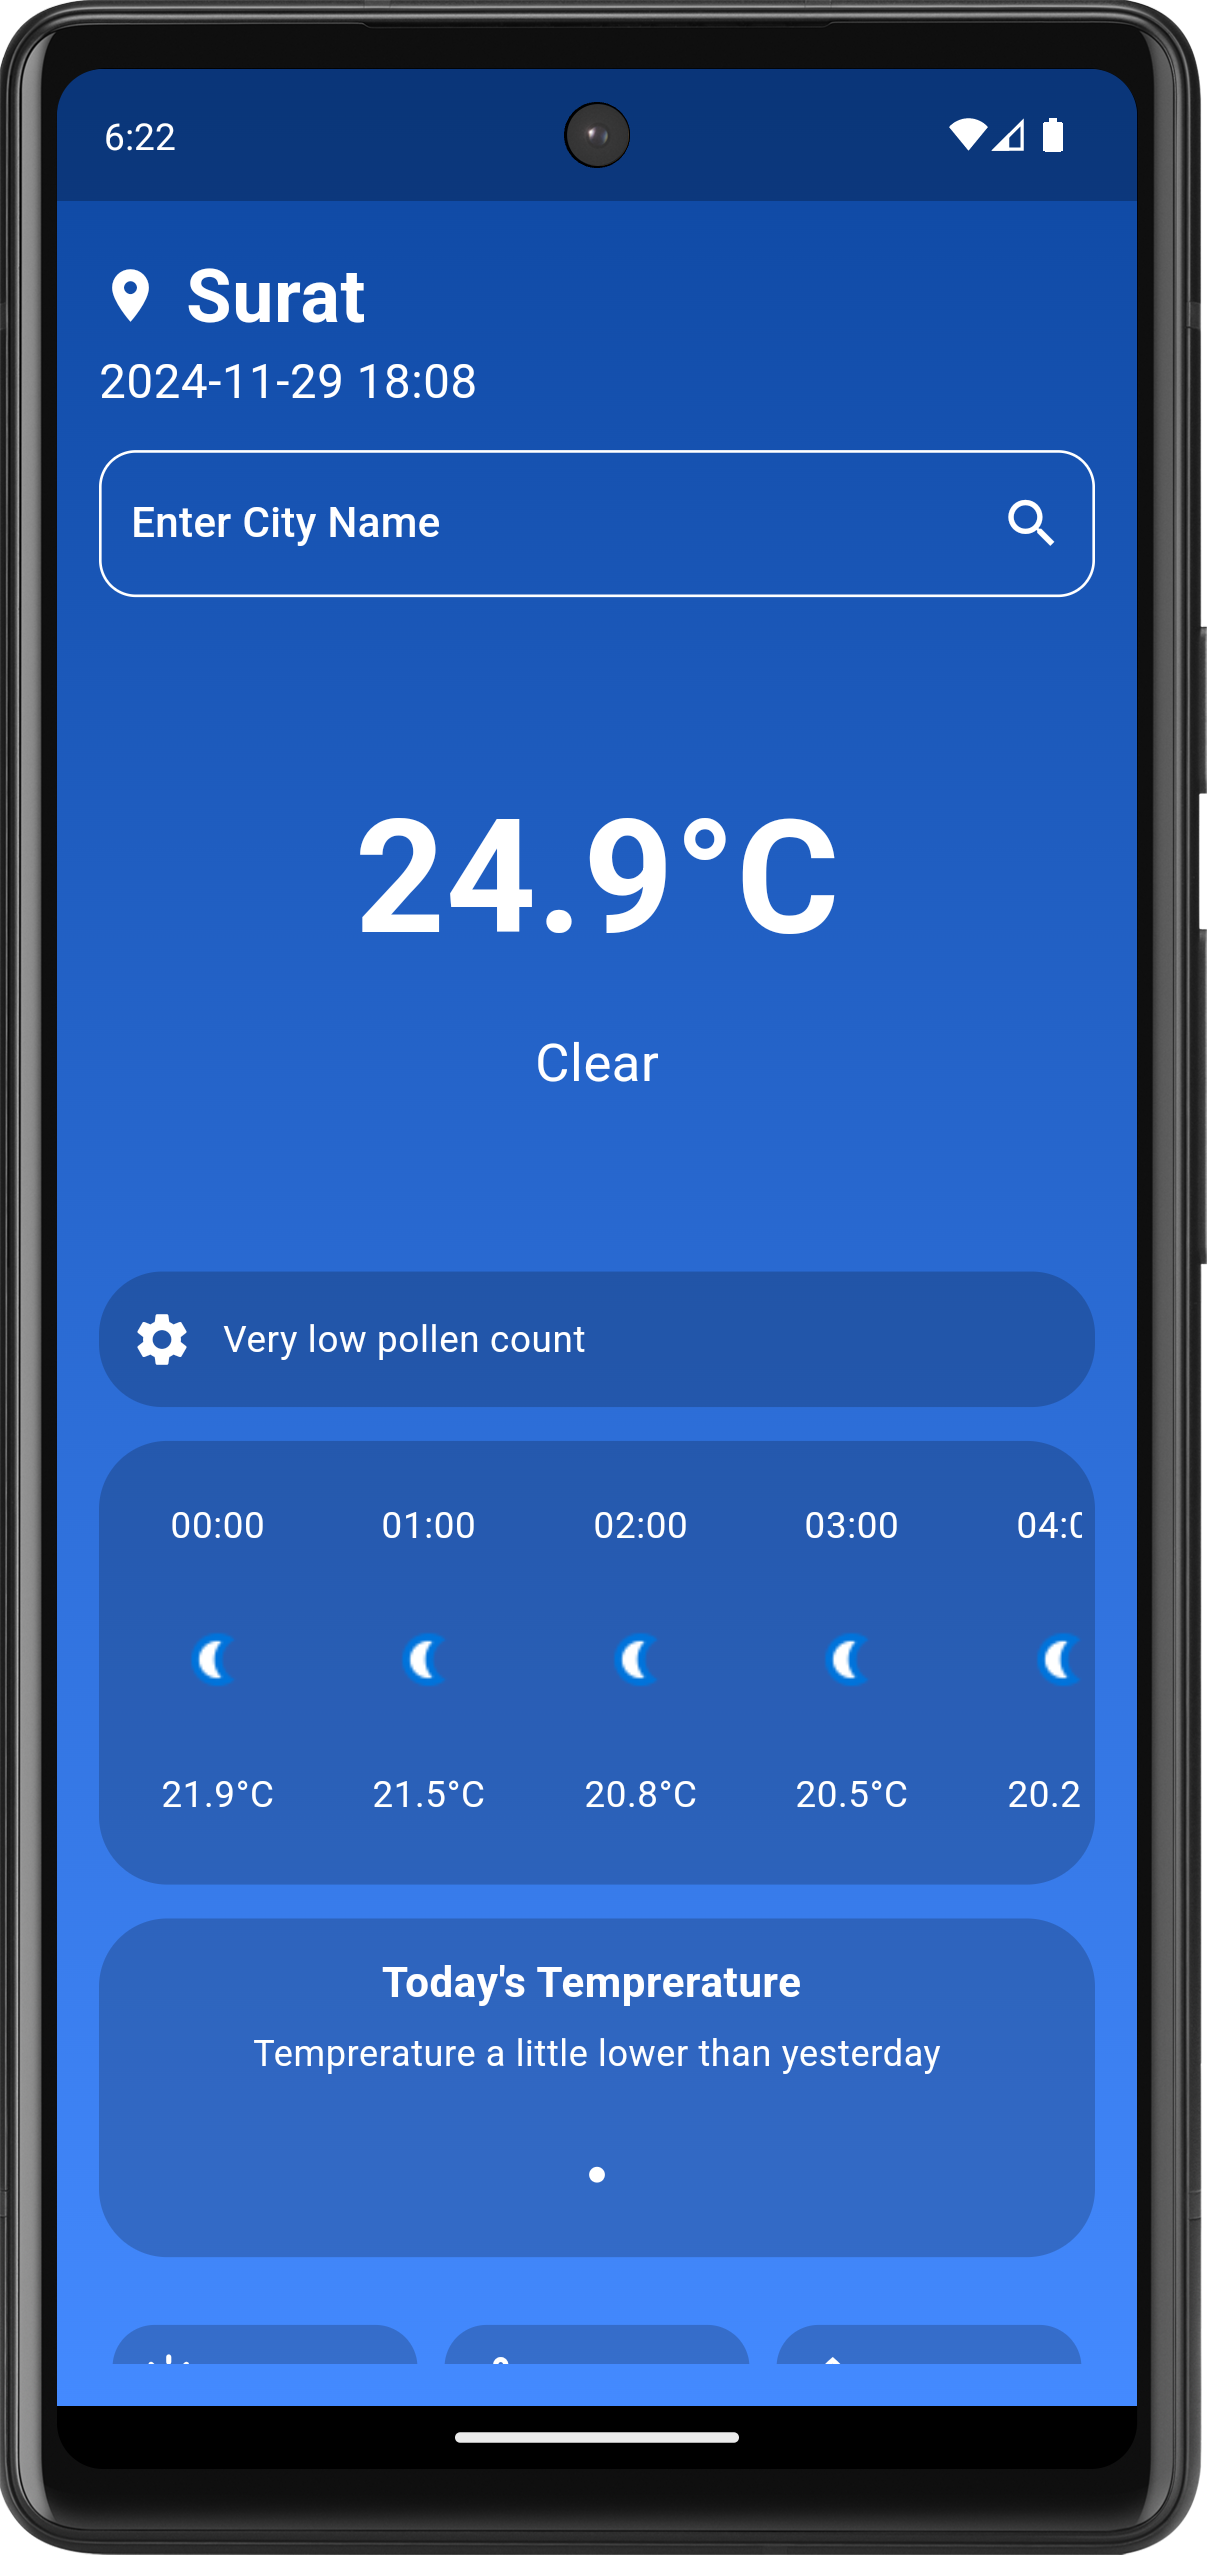 6:22
Surat
2024-11-29 18:08
Enter City Name
24.9°C
Clear
Very low pollen count
00:00 01:00 02:00 03:00 04:0
21.9°C 21.5°C 20.8°C 20.5°C 20.2
Today's Temprerature
Temprerature a little lower than yesterday